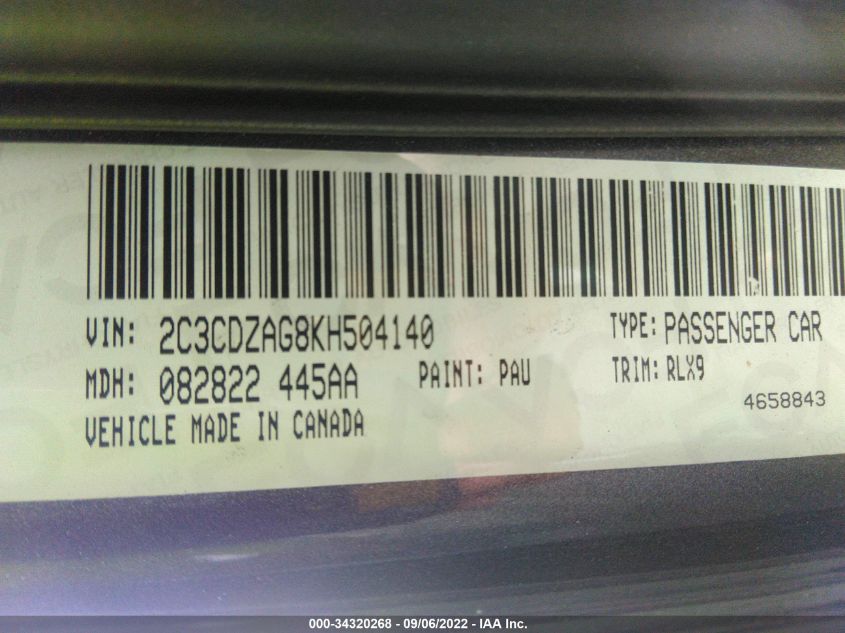 VIN: 2C3CDZAG8KH504140 TYPE: PASSENGER CAR
MDH: 082822 445AA PAINT: PAU TRIM: RLX9
VEHICLE MADE IN CANADA 4658843
000-34320268 - 09/06/2022 - IAA Inc.